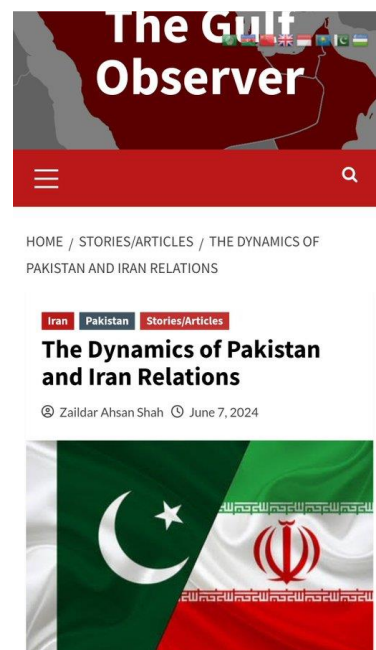 The Gulf
Observer
HOME / STORIES/ARTICLES / THE DYNAMICS OF
PAKISTAN AND IRAN RELATIONS
Iran Pakistan Stories/Articles
The Dynamics of Pakistan
and Iran Relations
Zaildar Ahsan Shah June 7, 2024